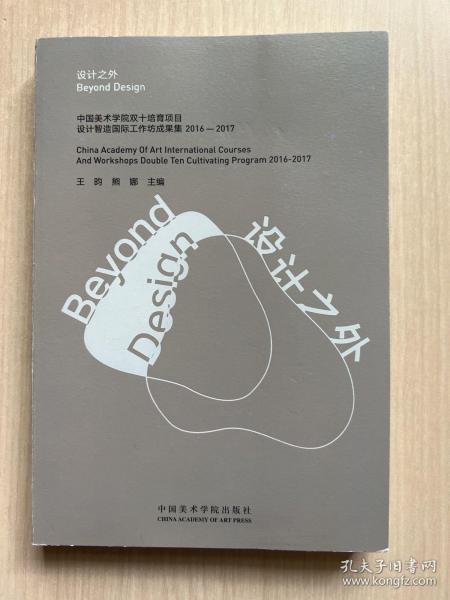 设计之外
Beyond Design
中国美术学院双十培育项目
设计智造国际工作坊成果集 2016 — 2017
China Academy Of Art International Courses
And Workshops Double Ten Cultivating Program 2016-2017
王 昀 熊 娜 主编
Beyond
Design
设计之外
中国美术学院出版社
CHINA ACADEMY OF ART PRESS
孔夫子旧书网
www.kongfz.com